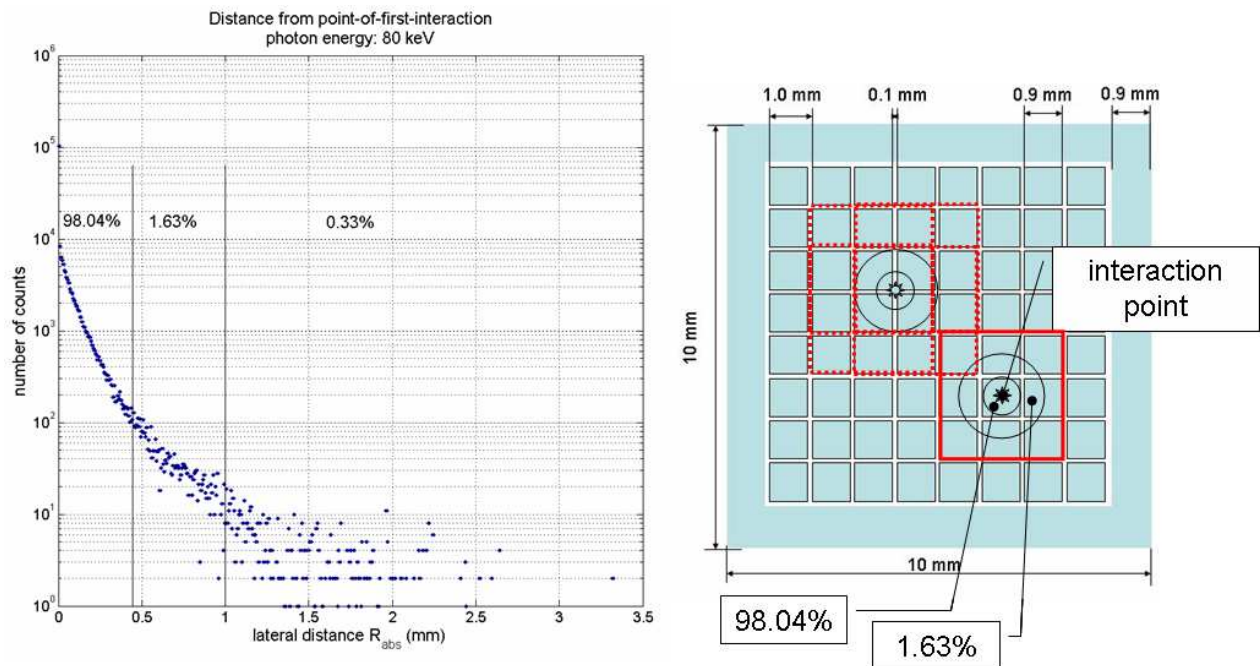 Distance from point-of-first-interaction
photon energy: 80 keV
number of counts
10^6
10^5
10^4
10^3
10^2
10^1
10^0
98.04%
1.63%
0.33%
0
0.5
1
1.5
2
2.5
3
3.5
lateral distance R_abs (mm)
1.0 mm
0.1 mm
0.9 mm
0.9 mm
10 mm
interaction
point
10 mm
98.04%
1.63%